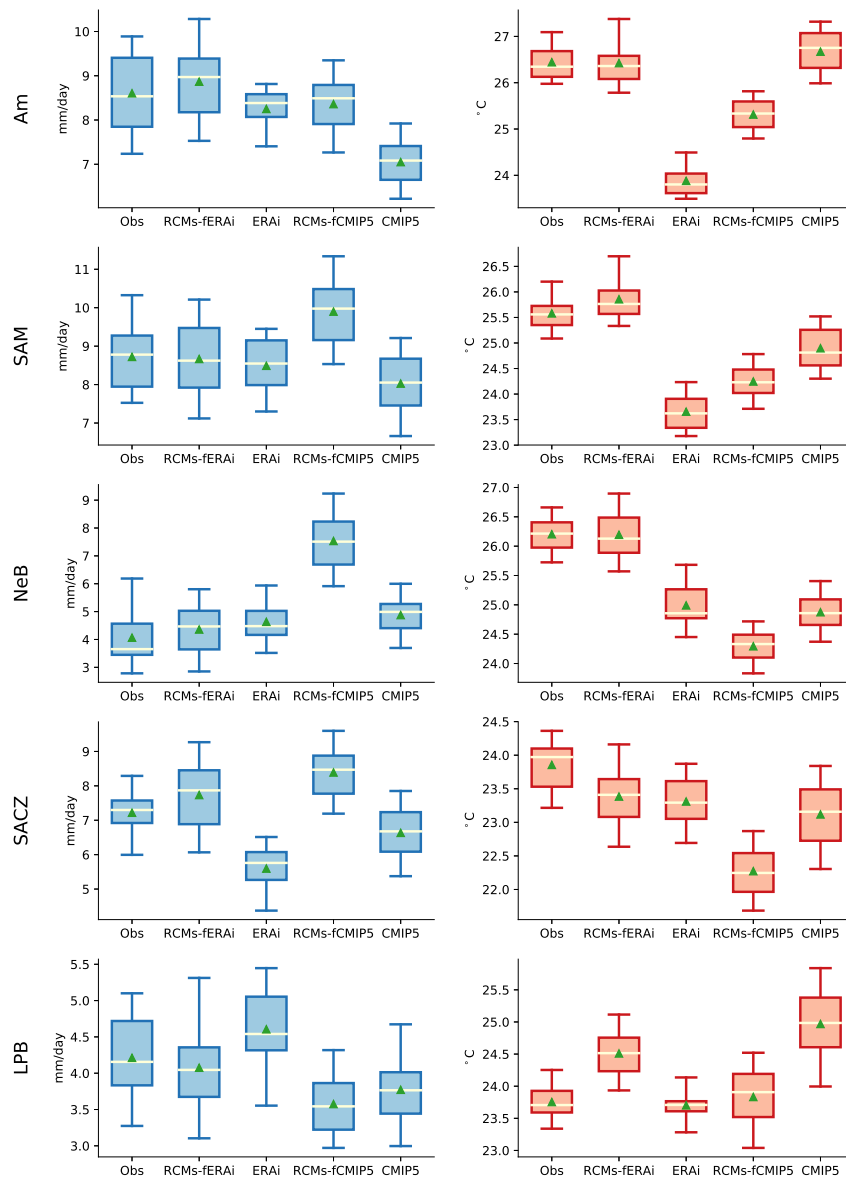 Am
mm/day
10
9
8
7
Obs RCMs-fERAi ERAi RCMs-fCMIP5 CMIP5
°C
27
26
25
24
Obs RCMs-fERAi ERAi RCMs-fCMIP5 CMIP5
SAM
mm/day
11
10
9
8
7
Obs RCMs-fERAi ERAi RCMs-fCMIP5 CMIP5
°C
26.5
26.0
25.5
25.0
24.5
24.0
23.5
23.0
Obs RCMs-fERAi ERAi RCMs-fCMIP5 CMIP5
NeB
mm/day
9
8
7
6
5
4
3
Obs RCMs-fERAi ERAi RCMs-fCMIP5 CMIP5
°C
27.0
26.5
26.0
25.5
25.0
24.5
24.0
Obs RCMs-fERAi ERAi RCMs-fCMIP5 CMIP5
SACZ
mm/day
9
8
7
6
5
Obs RCMs-fERAi ERAi RCMs-fCMIP5 CMIP5
°C
24.5
24.0
23.5
23.0
22.5
22.0
Obs RCMs-fERAi ERAi RCMs-fCMIP5 CMIP5
LPB
mm/day
5.5
5.0
4.5
4.0
3.5
3.0
Obs RCMs-fERAi ERAi RCMs-fCMIP5 CMIP5
°C
25.5
25.0
24.5
24.0
23.5
23.0
Obs RCMs-fERAi ERAi RCMs-fCMIP5 CMIP5